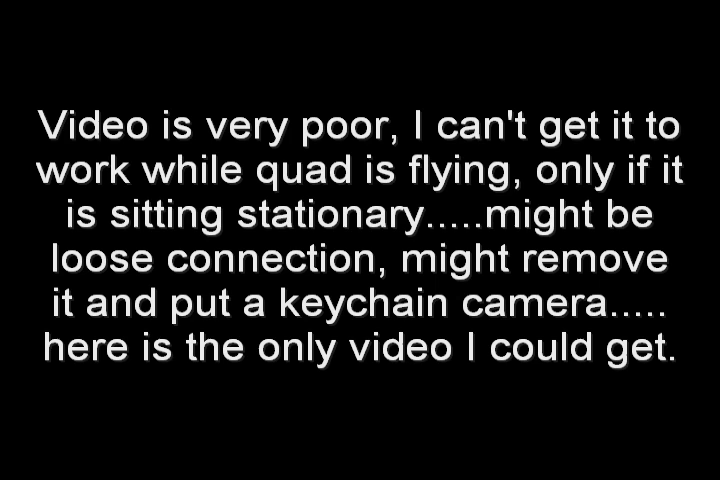 Video is very poor, I can't get it to
work while quad is flying, only if it
is sitting stationary.....might be
loose connection, might remove
it and put a keychain camera.....
here is the only video I could get.